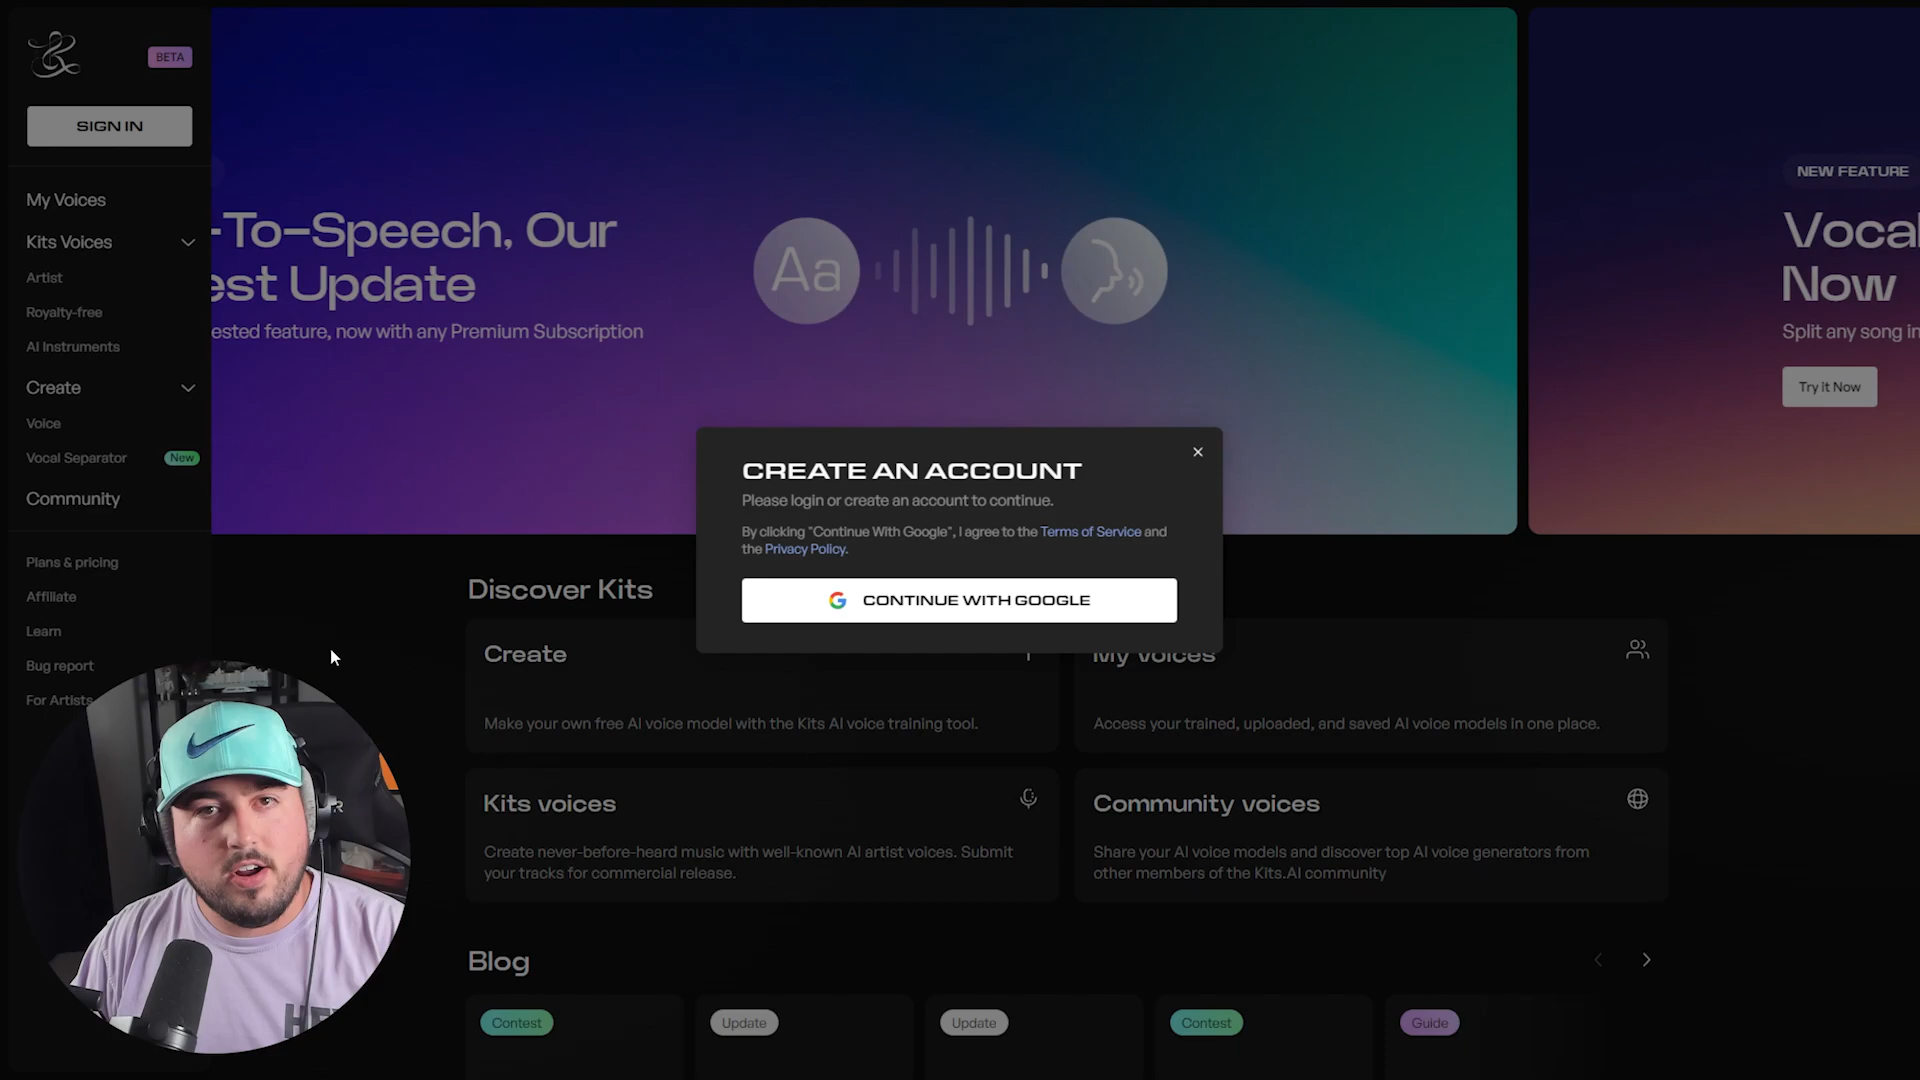 BETA
SIGN IN
My Voices
Kits Voices
Artist
Royalty-free
AI Instruments
Create
Voice
Vocal Separator
New
Community
Plans & pricing
Affiliate
Learn
Bug report
For Artists
-To-Speech, Our
est Update
ested feature, now with any Premium Subscription
Aa
NEW FEATURE
Vocal
Now
Split any song in
Try it Now
CREATE AN ACCOUNT
Please login or create an account to continue.
By clicking "Continue With Google", I agree to the Terms of Service and
the Privacy Policy.
CONTINUE WITH GOOGLE
Discover Kits
Create
Make your own free AI voice model with the Kits AI voice training tool.
My voices
Access your trained, uploaded, and saved AI voice models in one place.
Kits voices
Create never-before-heard music with well-known AI artist voices. Submit
your tracks for commercial release.
Community voices
Share your AI voice models and discover top AI voice generators from
other members of the Kits.AI community
Blog
Contest
Update
Update
Contest
Guide